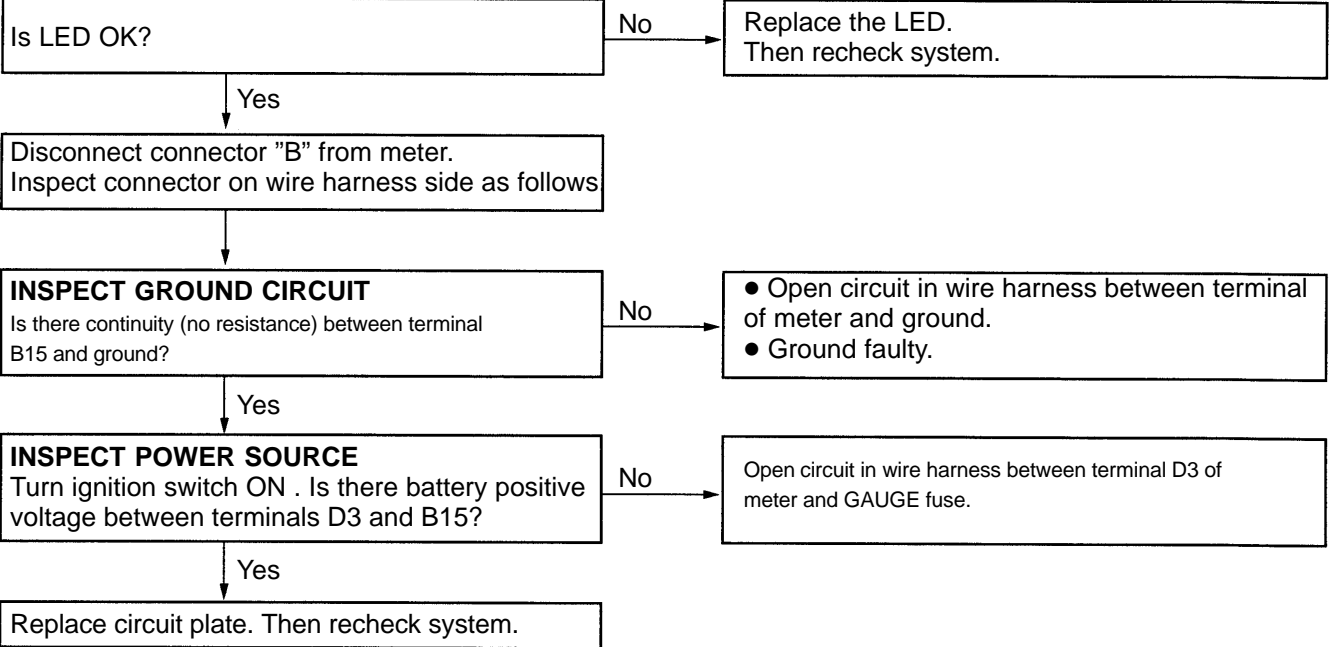 Is LED OK?
No
Replace the LED.
Then recheck system.
Yes
Disconnect connector ”B” from meter.
Inspect connector on wire harness side as follows
INSPECT GROUND CIRCUIT
Is there continuity (no resistance) between terminal
B15 and ground?
No
● Open circuit in wire harness between terminal
of meter and ground.
● Ground faulty.
Yes
INSPECT POWER SOURCE
Turn ignition switch ON . Is there battery positive
voltage between terminals D3 and B15?
No
Open circuit in wire harness between terminal D3 of
meter and GAUGE fuse.
Yes
Replace circuit plate. Then recheck system.